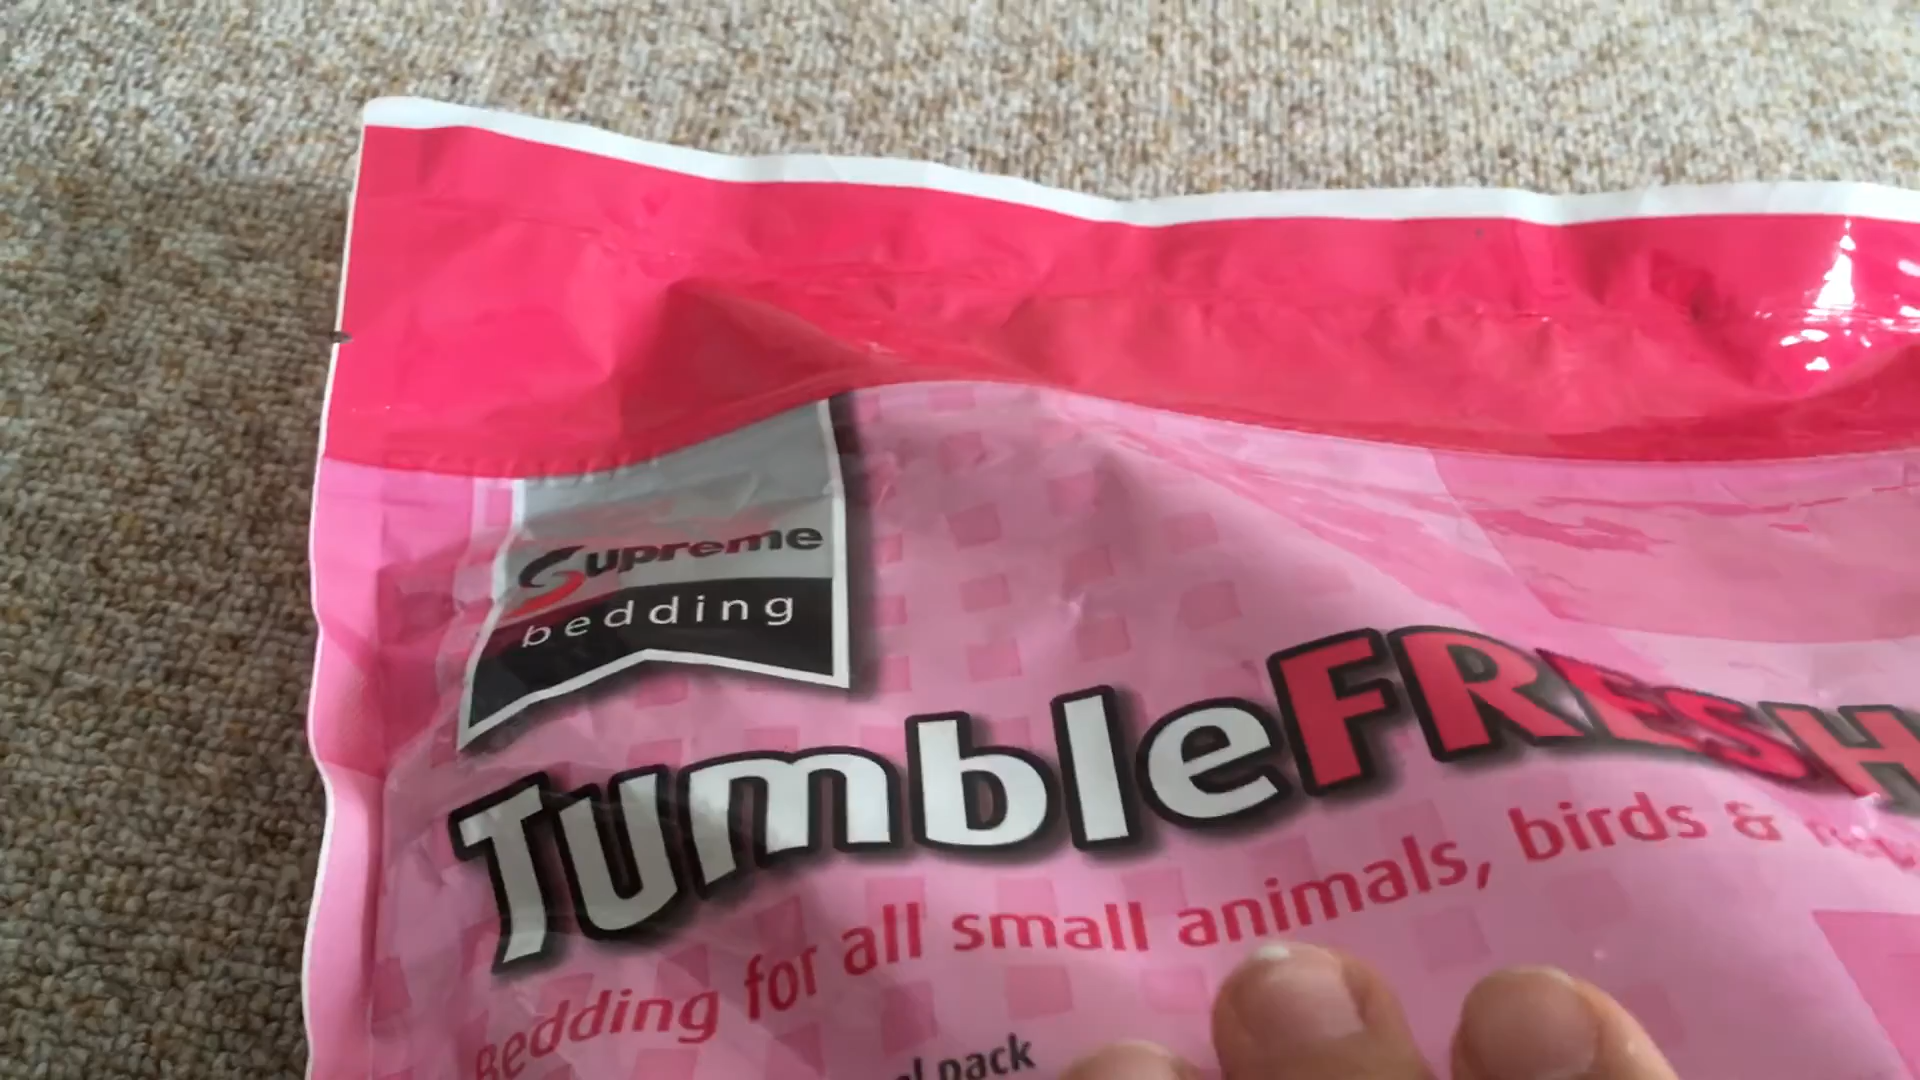 Supreme
bedding
TumbleFRESH
Bedding for all small animals, birds &
pack